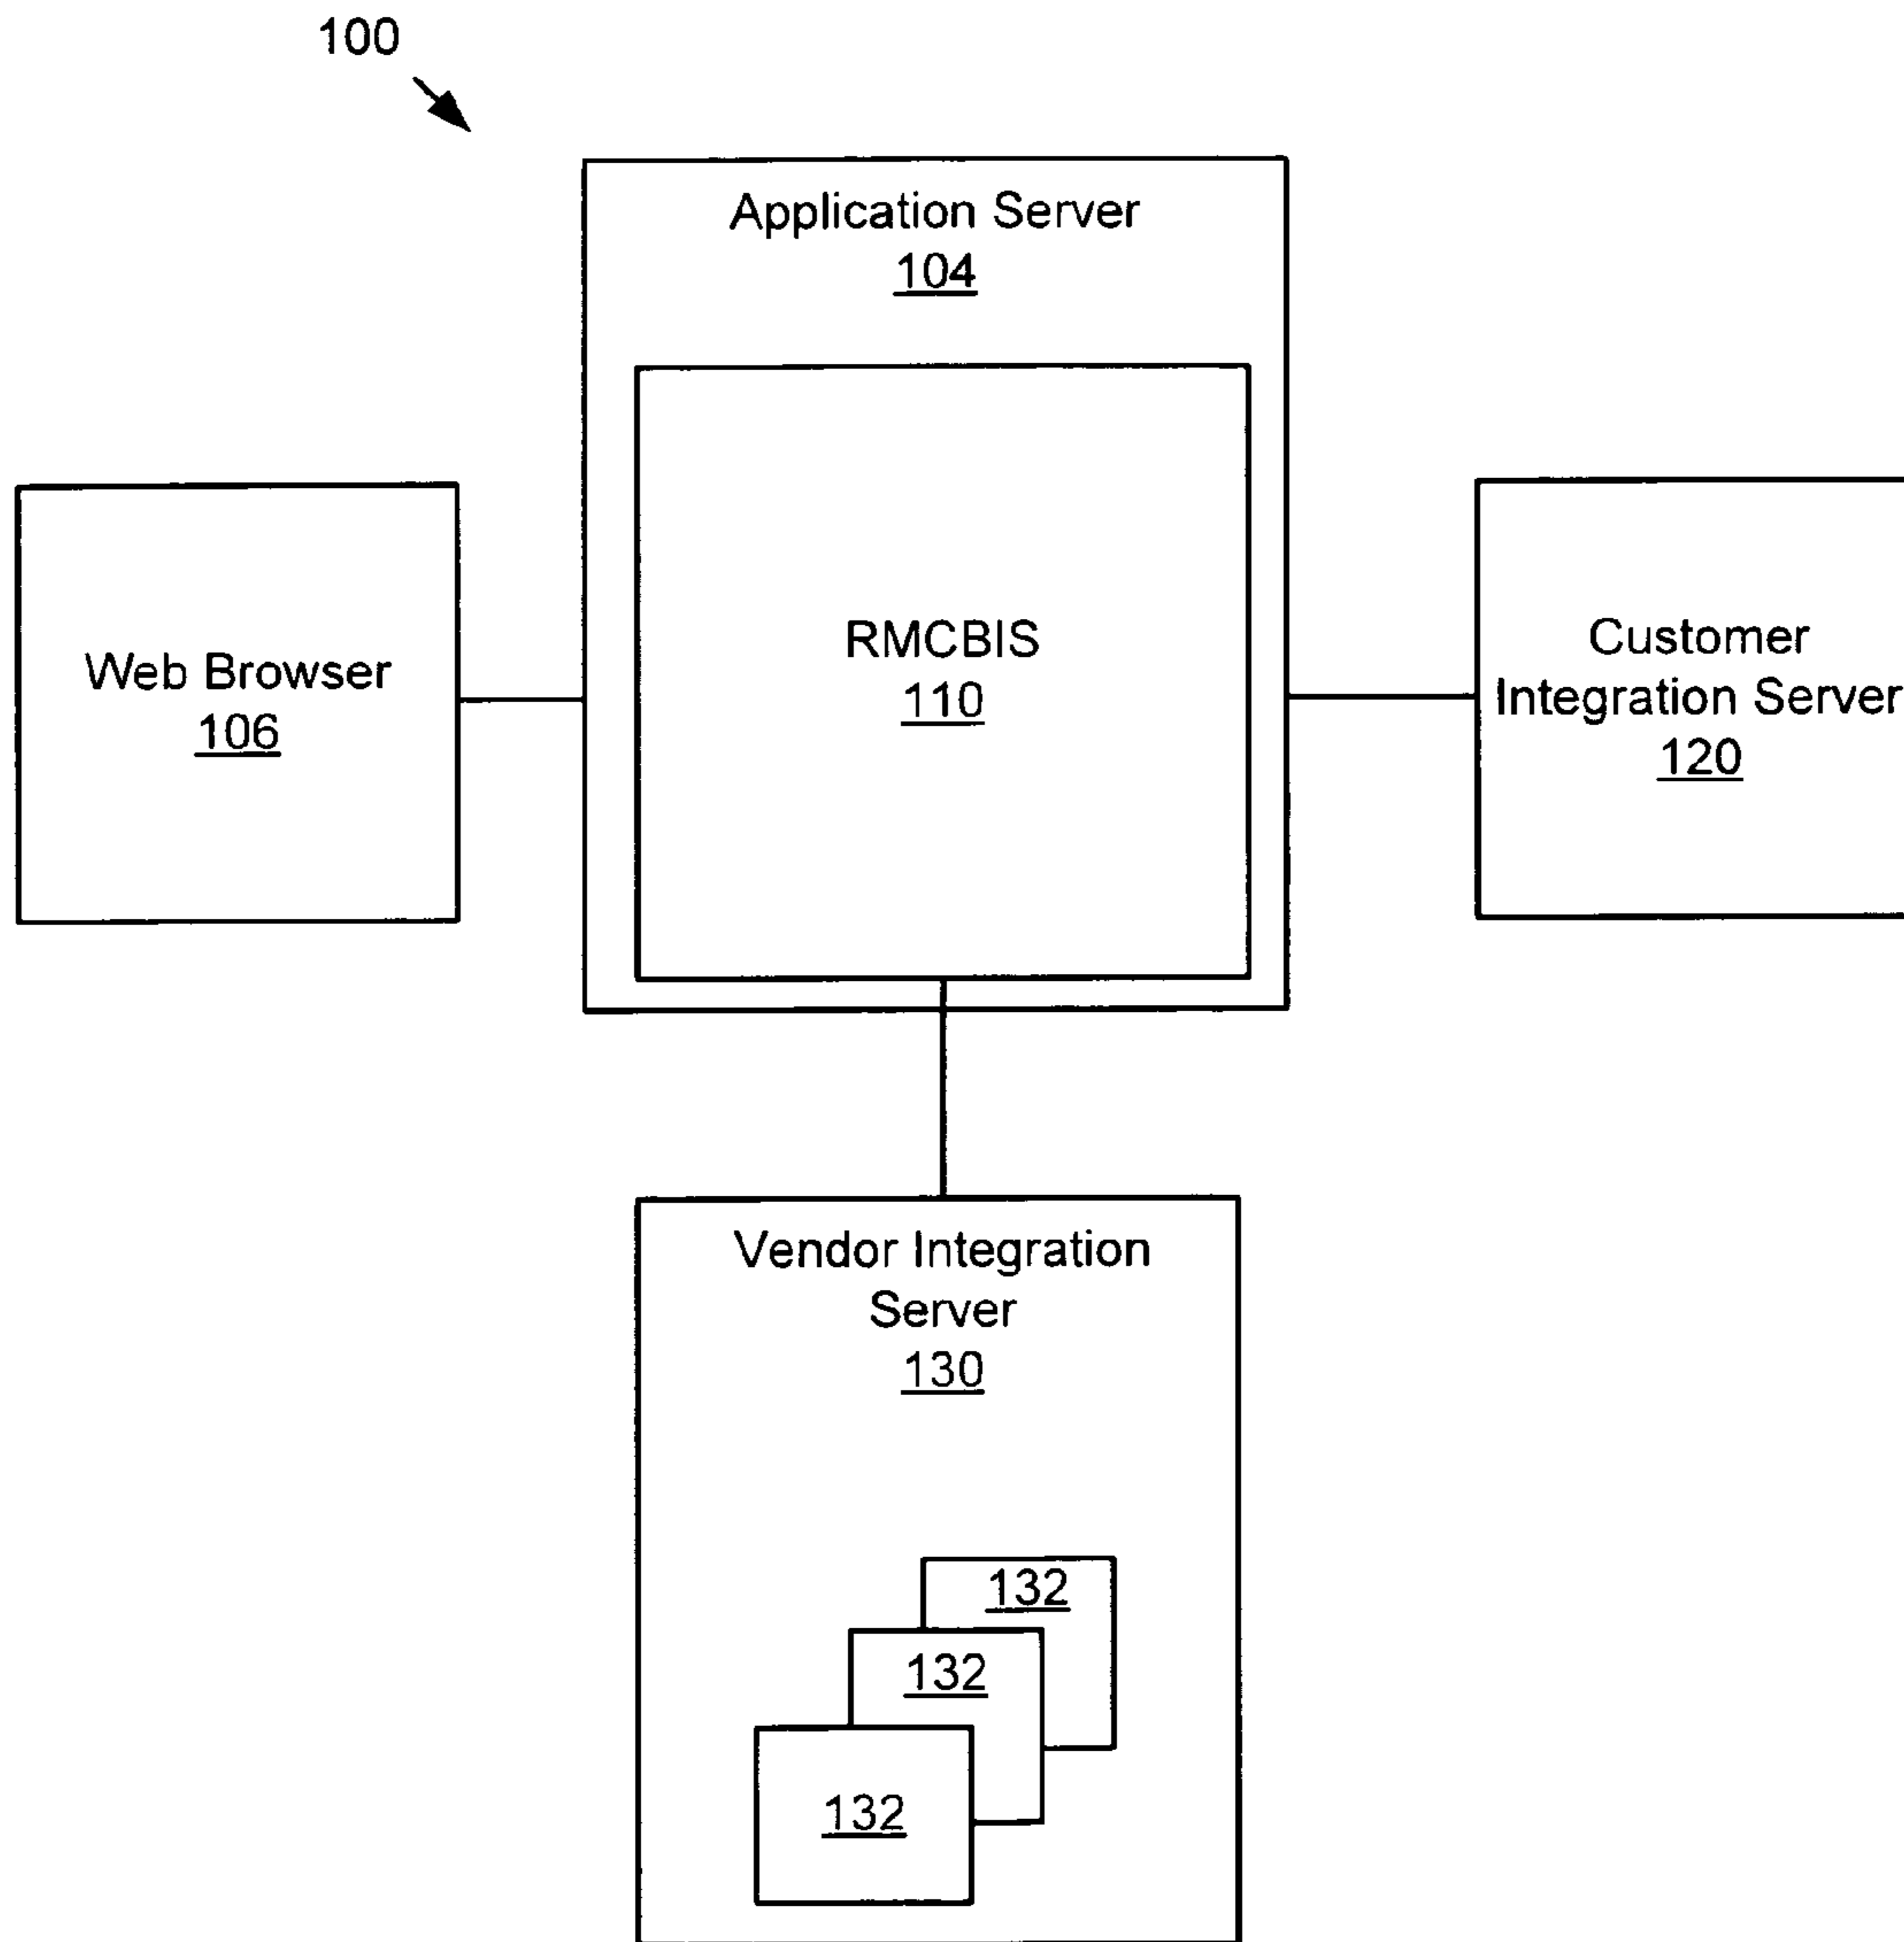 100
Application Server
104
RMCBIS
110
Web Browser
106
Customer
Integration Server
120
Vendor Integration
Server
130
132
132
132